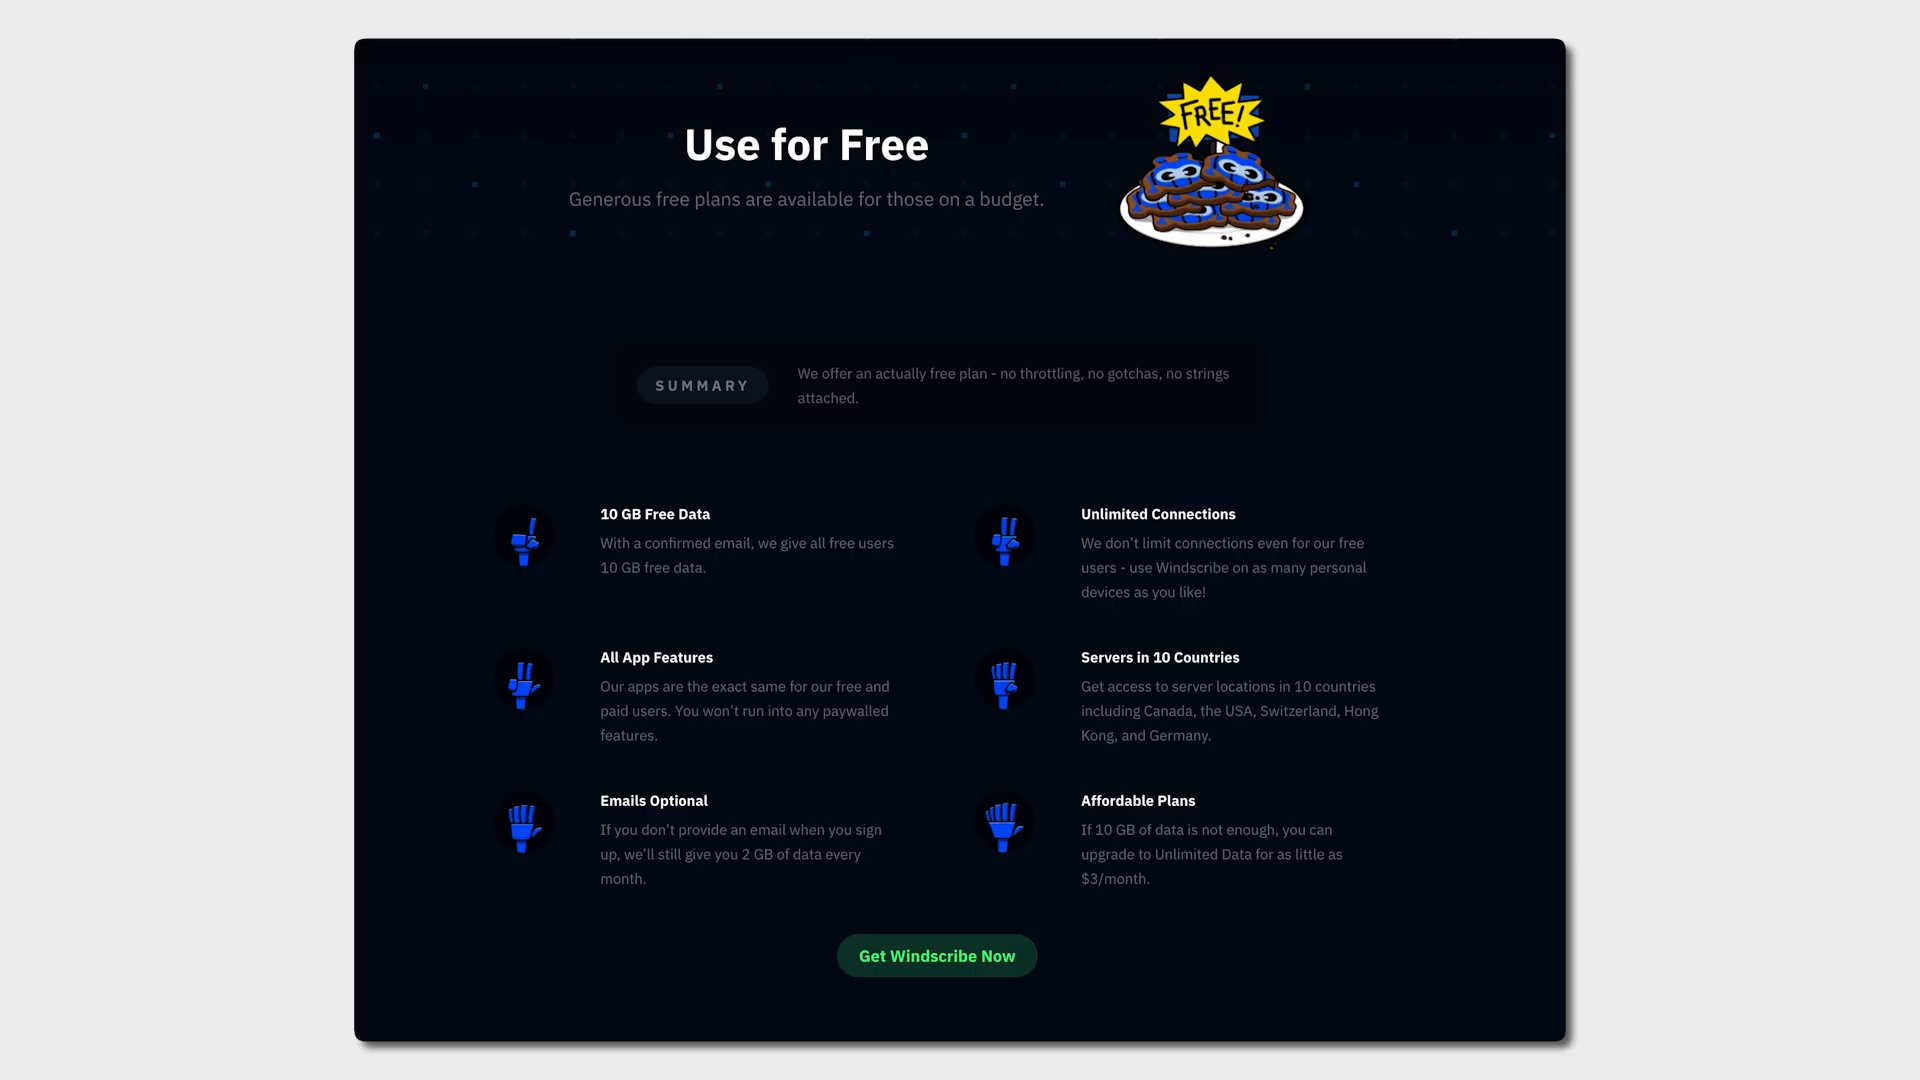 FREE!
Use for Free
Generous free plans are available for those on a budget.
SUMMARY
We offer an actually free plan - no throttling, no gotchas, no strings
attached.
10 GB Free Data
With a confirmed email, we give all free users
10 GB free data.
Unlimited Connections
We don’t limit connections even for our free
users - use Windscribe on as many personal
devices as you like!
All App Features
Our apps are the exact same for our free and
paid users. You won’t run into any paywalled
features.
Servers in 10 Countries
Get access to server locations in 10 countries
including Canada, the USA, Switzerland, Hong
Kong, and Germany.
Emails Optional
If you don’t provide an email when you sign
up, we’ll still give you 2 GB of data every
month.
Affordable Plans
If 10 GB of data is not enough, you can
upgrade to Unlimited Data for as little as
$3/month.
Get Windscribe Now